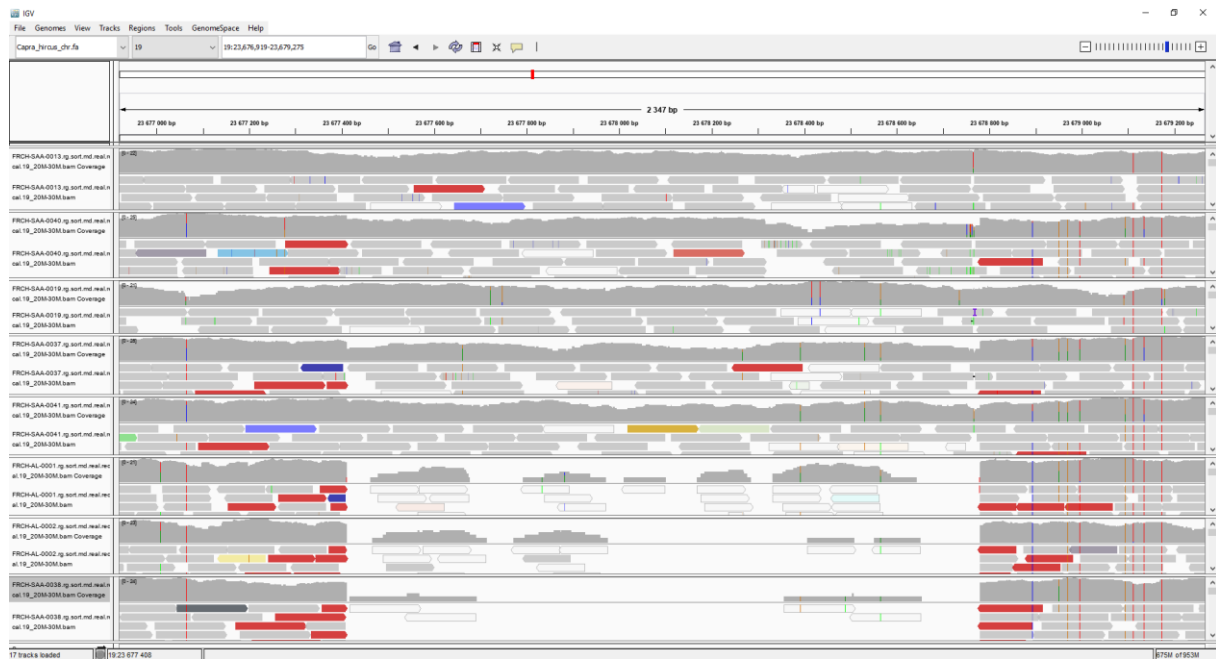 IGV
File Genomes View Tracks Regions Tools GenomeSpace Help
Capra_hircus_chr.fa 19 19:23,676,919-23,679,275 Go
2 347 bp
23 677 000 bp 23 677 200 bp 23 677 400 bp 23 677 600 bp 23 677 800 bp 23 678 000 bp 23 678 200 bp 23 678 400 bp 23 678 600 bp 23 678 800 bp 23 679 000 bp 23 679 200 bp
FRCH-SAA-0013.rg.sort.md.real.r
cal.19_20M-30M.bam Coverage
FRCH-SAA-0013.rg.sort.md.real.r
cal.19_20M-30M.bam
FRCH-SAA-0040.rg.sort.md.real.r
cal.19_20M-30M.bam Coverage
FRCH-SAA-0040.rg.sort.md.real.r
cal.19_20M-30M.bam
FRCH-SAA-0019.rg.sort.md.real.r
cal.19_20M-30M.bam Coverage
FRCH-SAA-0019.rg.sort.md.real.r
cal.19_20M-30M.bam
FRCH-SAA-0037.rg.sort.md.real.r
cal.19_20M-30M.bam Coverage
FRCH-SAA-0037.rg.sort.md.real.r
cal.19_20M-30M.bam
FRCH-SAA-0041.rg.sort.md.real.r
cal.19_20M-30M.bam Coverage
FRCH-SAA-0041.rg.sort.md.real.r
cal.19_20M-30M.bam
FRCH-AL-0001.rg.sort.md.real.rec
al.19_20M-30M.bam Coverage
FRCH-AL-0001.rg.sort.md.real.rec
al.19_20M-30M.bam
FRCH-AL-0002.rg.sort.md.real.rec
al.19_20M-30M.bam Coverage
FRCH-AL-0002.rg.sort.md.real.rec
al.19_20M-30M.bam
FRCH-SAA-0038.rg.sort.md.real.r
cal.19_20M-30M.bam Coverage
FRCH-SAA-0038.rg.sort.md.real.r
cal.19_20M-30M.bam
17 tracks loaded 19:23 677 488 675M of 953M